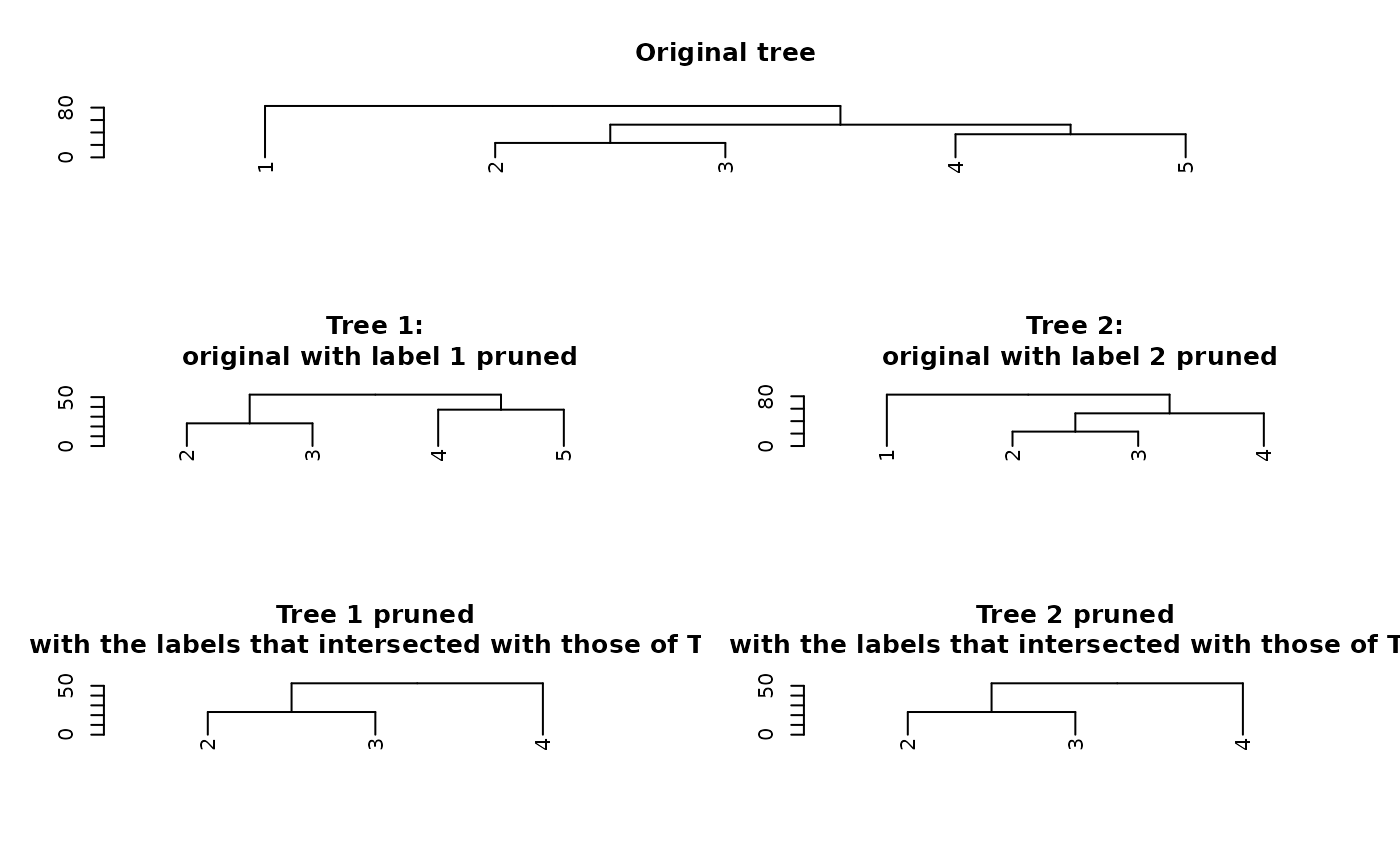 Original tree
80
0
1 2 3 4 5
Tree 1:
original with label 1 pruned
50
0
2 3 4 5
Tree 2:
original with label 2 pruned
80
0
1 2 3 4
Tree 1 pruned
with the labels that intersected with those of T
50
0
2 3 4
Tree 2 pruned
with the labels that intersected with those of T
50
0
2 3 4